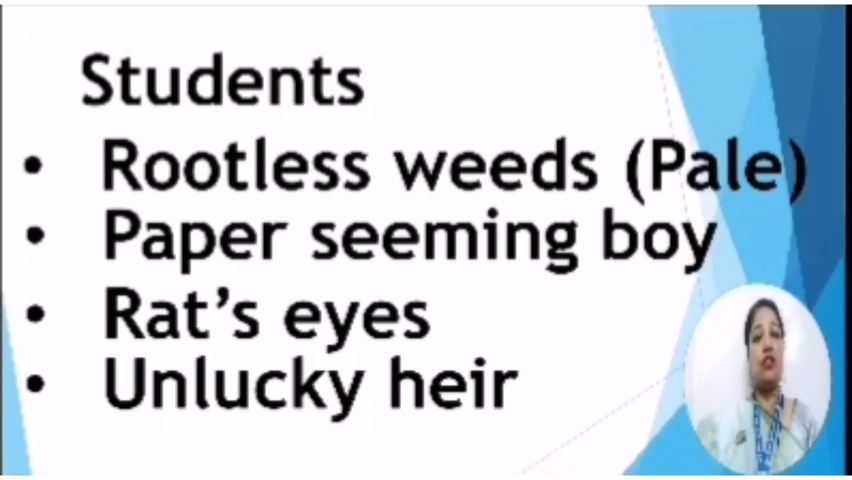 Students
• Rootless weeds (Pale)
• Paper seeming boy
• Rat's eyes
• Unlucky heir